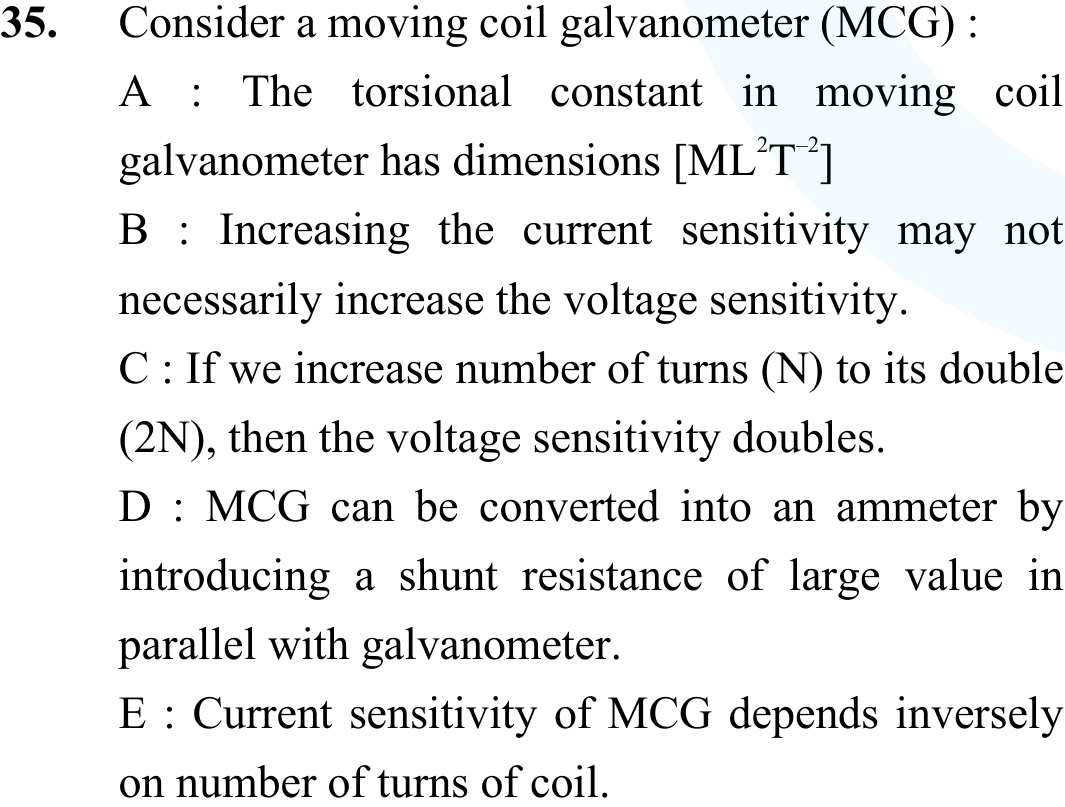 35. Consider a moving coil galvanometer (MCG) :
A : The torsional constant in moving coil
galvanometer has dimensions [ML²T⁻²]
B : Increasing the current sensitivity may not
necessarily increase the voltage sensitivity.
C : If we increase number of turns (N) to its double
(2N), then the voltage sensitivity doubles.
D : MCG can be converted into an ammeter by
introducing a shunt resistance of large value in
parallel with galvanometer.
E : Current sensitivity of MCG depends inversely
on number of turns of coil.